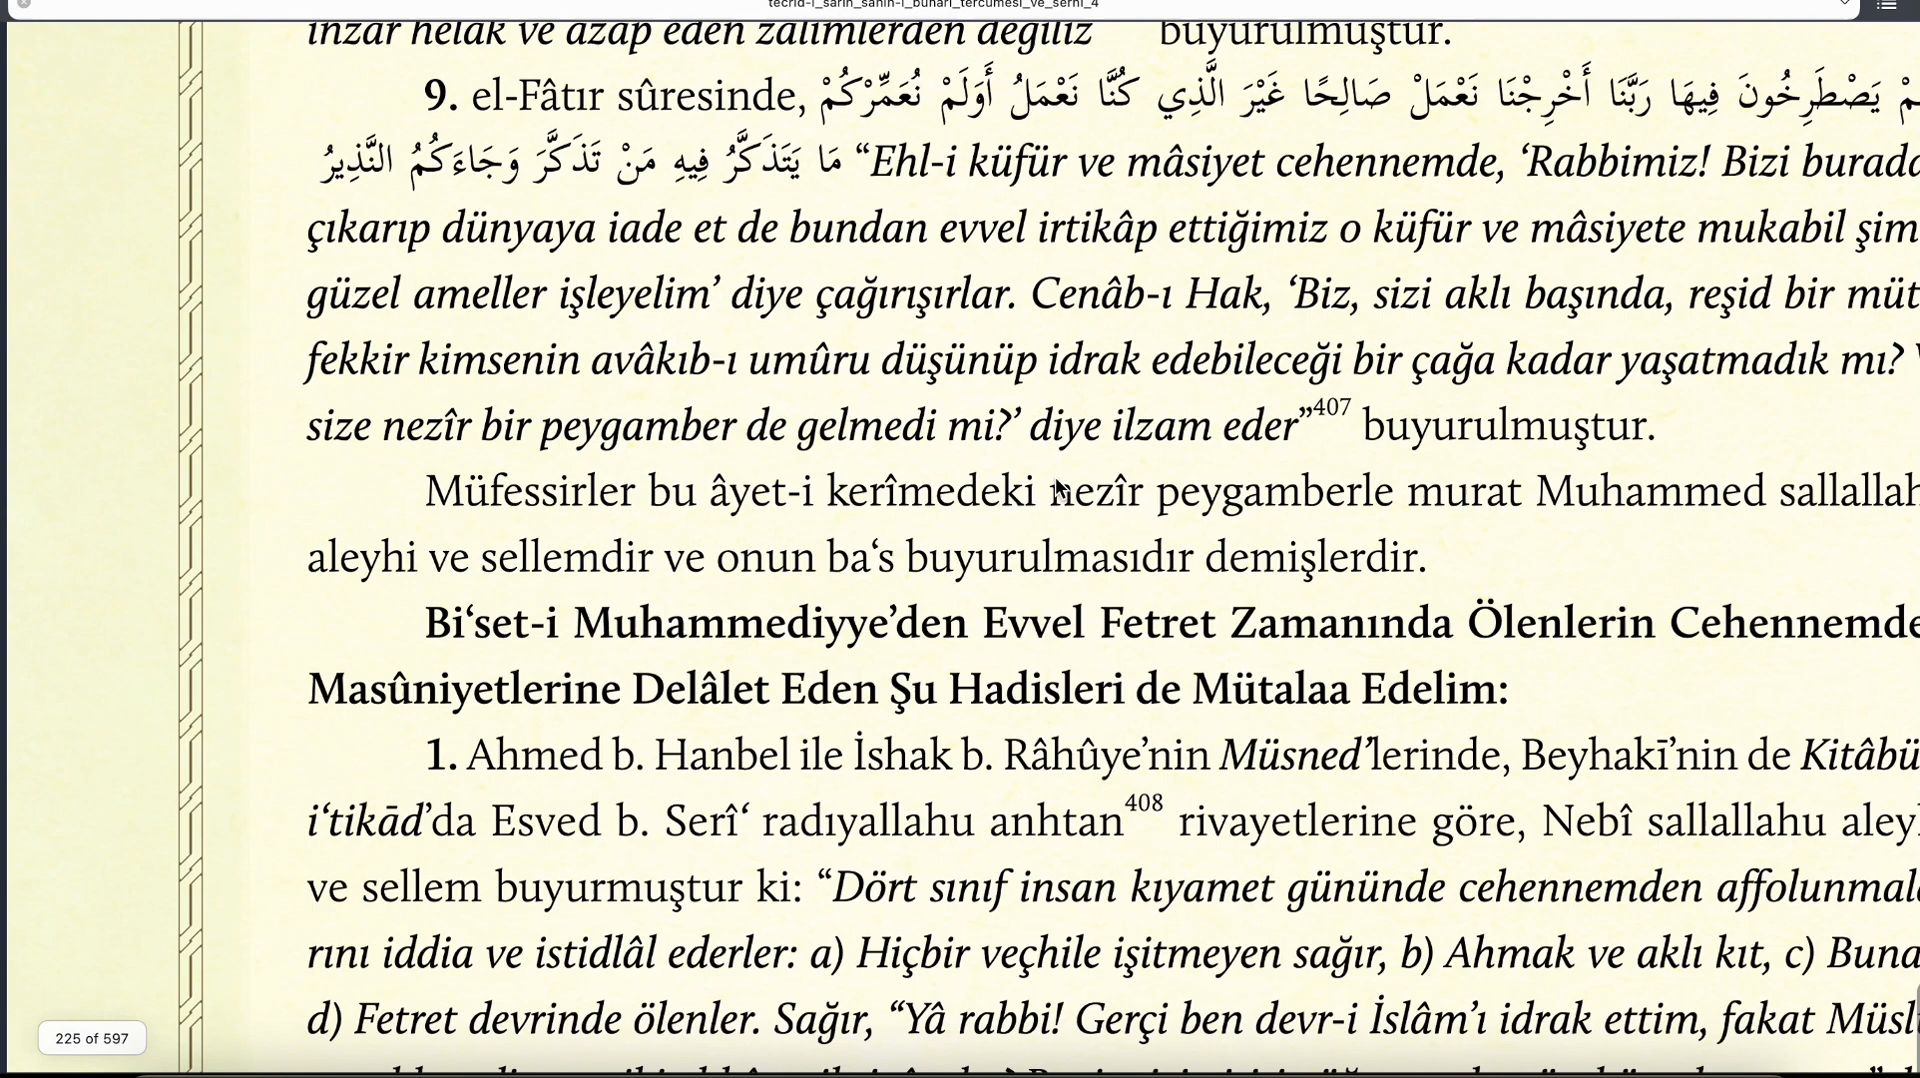 tecrid-i_sarih_sahih-i_buhari_tercumesi_ve_serhi_4
inzar helâk ve azap eden zalimlerden değiliz buyurulmuştur.
9. el-Fâtır sûresinde, يَصْطَرِخُونَ فِيهَا رَبَّنَا أَخْرِجْنَا نَعْمَلْ صَالِحًا غَيْرَ الَّذِي كُنَّا نَعْمَلُ أَوَلَمْ نُعَمِّرْكُمْ
مَا يَتَذَكَّرُ فِيهِ مَنْ تَذَكَّرَ وَجَاءَكُمُ النَّذِيرُ “Ehl-i küfür ve mâsiyet cehennemde, ‘Rabbimiz! Bizi burada
çıkarıp dünyaya iade et de bundan evvel irtikâp ettiğimiz o küfür ve mâsiyete mukabil şim
güzel ameller işleyelim’ diye çağırışırlar. Cenâb-ı Hak, ‘Biz, sizi aklı başında, reşid bir müt
fekkir kimsenin avâkıb-ı umûru düşünüp idrak edebileceği bir çağa kadar yaşatmadık mı?
size nezîr bir peygamber de gelmedi mi?’ diye ilzam eder”407 buyurulmuştur.
Müfessirler bu âyet-i kerîmedeki nezîr peygamberle murat Muhammed sallallah
aleyhi ve sellemdir ve onun ba‘s buyurulmasıdır demişlerdir.
Bi‘set-i Muhammediyye’den Evvel Fetret Zamanında Ölenlerin Cehennemde
Masûniyetlerine Delâlet Eden Şu Hadisleri de Mütalaa Edelim:
1. Ahmed b. Hanbel ile İshak b. Râhûye’nin Müsned’lerinde, Beyhakī’nin de Kitâbü
i‘tikād’da Esved b. Serî‘ radıyallahu anhtan408 rivayetlerine göre, Nebî sallallahu aley
ve sellem buyurmuştur ki: “Dört sınıf insan kıyamet gününde cehennemden affolunmala
rını iddia ve istidlâl ederler: a) Hiçbir veçhile işitmeyen sağır, b) Ahmak ve aklı kıt, c) Buna
d) Fetret devrinde ölenler. Sağır, “Yâ rabbi! Gerçi ben devr-i İslâm’ı idrak ettim, fakat Müsl
225 of 597